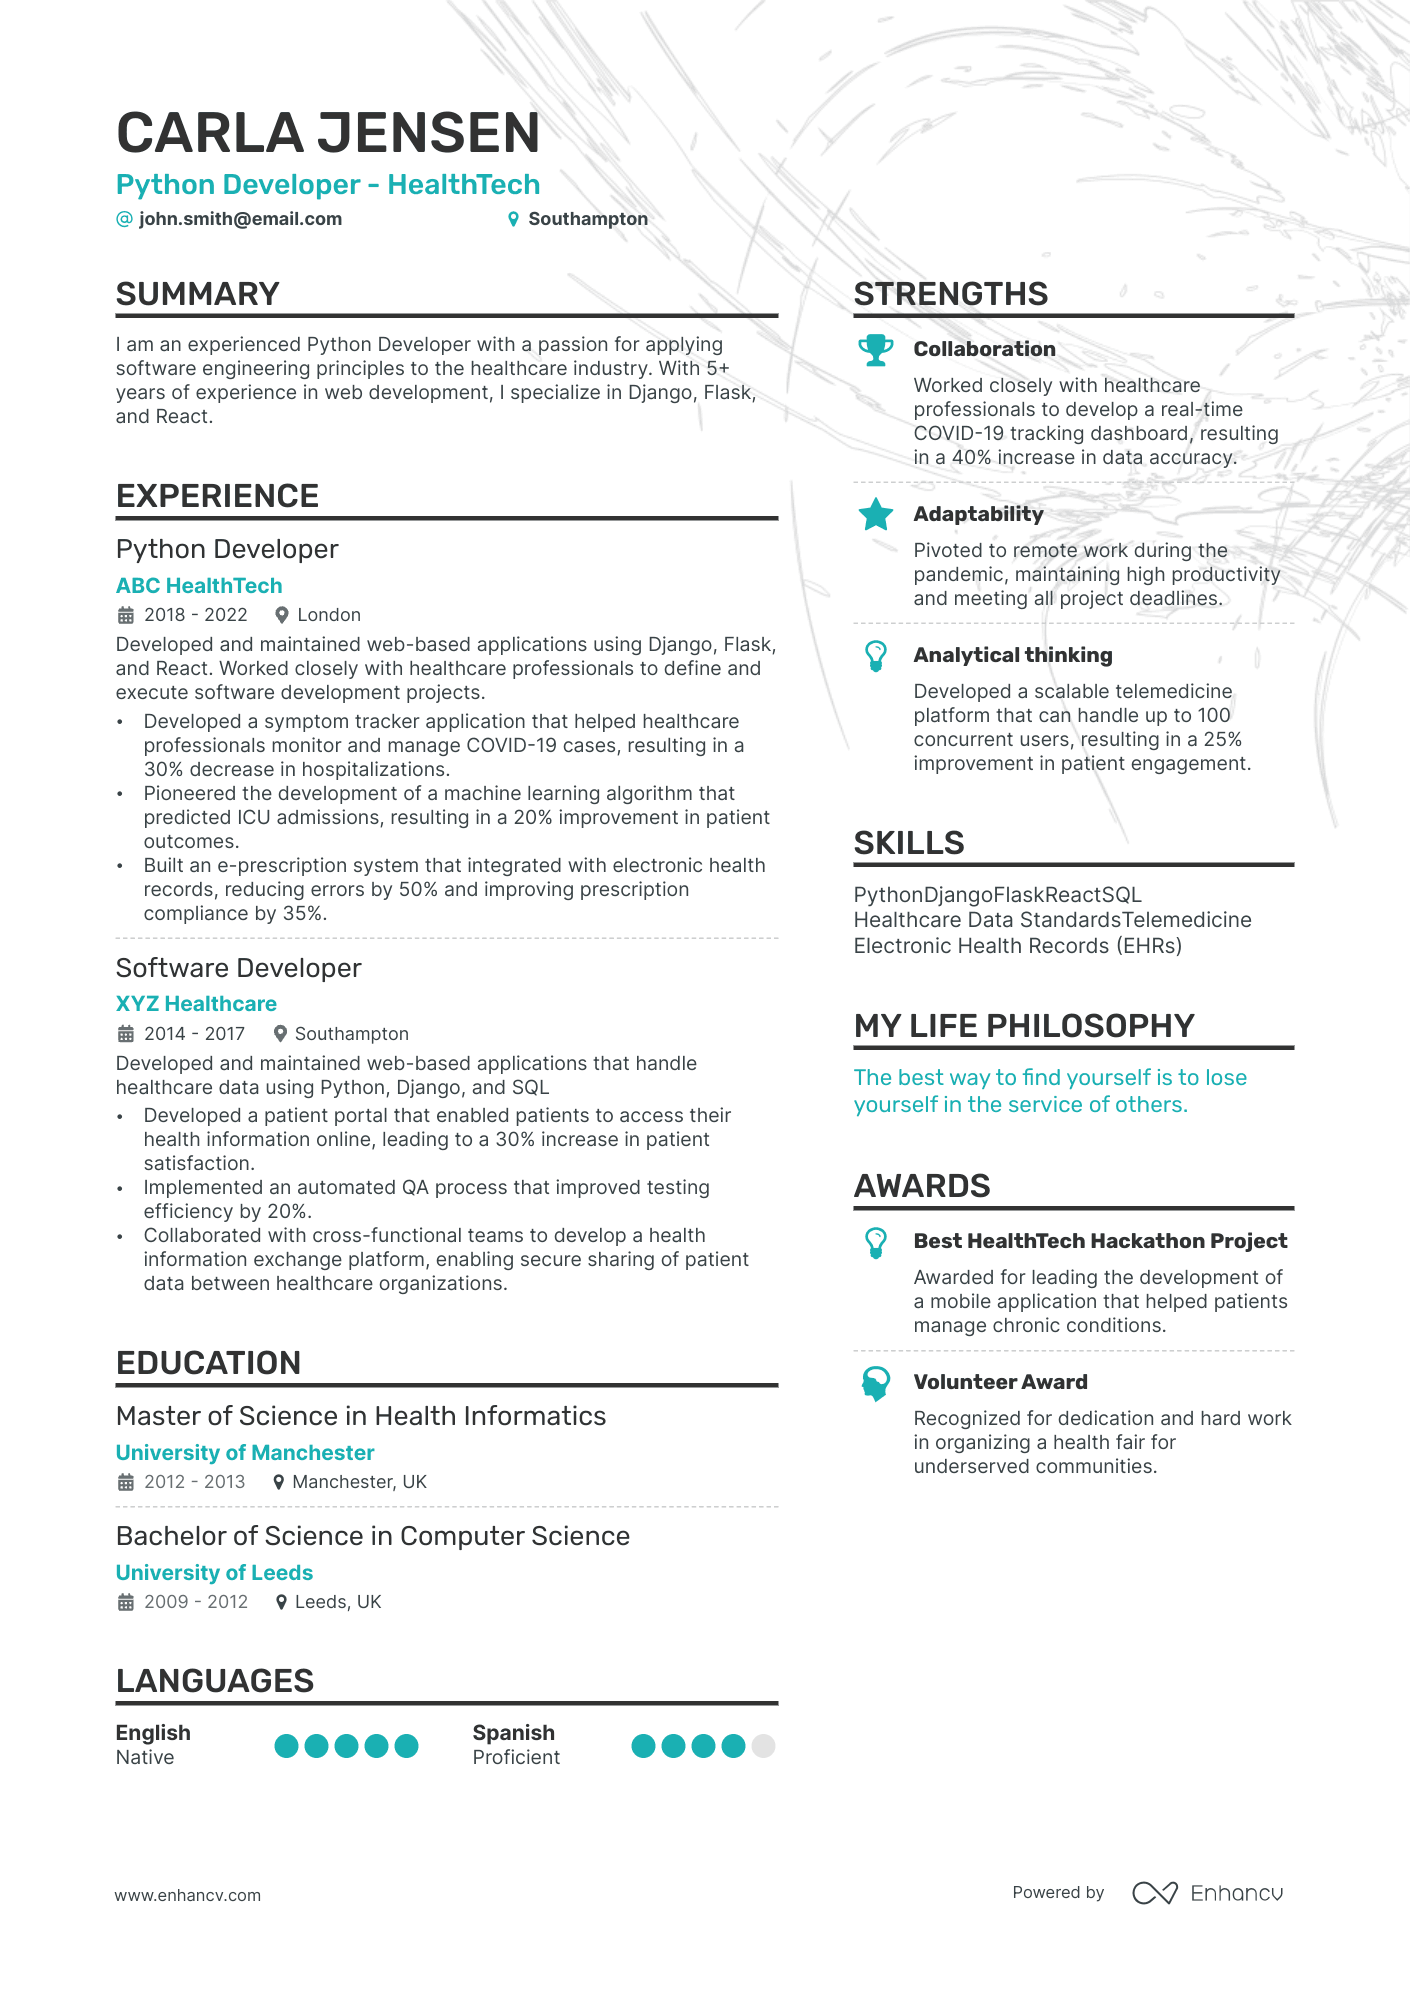 CARLA JENSEN
Python Developer - HealthTech
@ john.smith@email.com Southampton
SUMMARY
I am an experienced Python Developer with a passion for applying
software engineering principles to the healthcare industry. With 5+
years of experience in web development, I specialize in Django, Flask,
and React.
EXPERIENCE
Python Developer
ABC HealthTech
2018 - 2022 London
Developed and maintained web-based applications using Django, Flask,
and React. Worked closely with healthcare professionals to define and
execute software development projects.
• Developed a symptom tracker application that helped healthcare
professionals monitor and manage COVID-19 cases, resulting in a
30% decrease in hospitalizations.
• Pioneered the development of a machine learning algorithm that
predicted ICU admissions, resulting in a 20% improvement in patient
outcomes.
• Built an e-prescription system that integrated with electronic health
records, reducing errors by 50% and improving prescription
compliance by 35%.
Software Developer
XYZ Healthcare
2014 - 2017 Southampton
Developed and maintained web-based applications that handle
healthcare data using Python, Django, and SQL
• Developed a patient portal that enabled patients to access their
health information online, leading to a 30% increase in patient
satisfaction.
• Implemented an automated QA process that improved testing
efficiency by 20%.
• Collaborated with cross-functional teams to develop a health
information exchange platform, enabling secure sharing of patient
data between healthcare organizations.
EDUCATION
Master of Science in Health Informatics
University of Manchester
2012 - 2013 Manchester, UK
Bachelor of Science in Computer Science
University of Leeds
2009 - 2012 Leeds, UK
LANGUAGES
English
Native
Spanish
Proficient
STRENGTHS
Collaboration
Worked closely with healthcare
professionals to develop a real-time
COVID-19 tracking dashboard, resulting
in a 40% increase in data accuracy.
Adaptability
Pivoted to remote work during the
pandemic, maintaining high productivity
and meeting all project deadlines.
Analytical thinking
Developed a scalable telemedicine
platform that can handle up to 100
concurrent users, resulting in a 25%
improvement in patient engagement.
SKILLS
PythonDjangoFlaskReactSQL
Healthcare Data StandardsTelemedicine
Electronic Health Records (EHRs)
MY LIFE PHILOSOPHY
The best way to find yourself is to lose
yourself in the service of others.
AWARDS
Best HealthTech Hackathon Project
Awarded for leading the development of
a mobile application that helped patients
manage chronic conditions.
Volunteer Award
Recognized for dedication and hard work
in organizing a health fair for
underserved communities.
www.enhancv.com
Powered by Enhancv